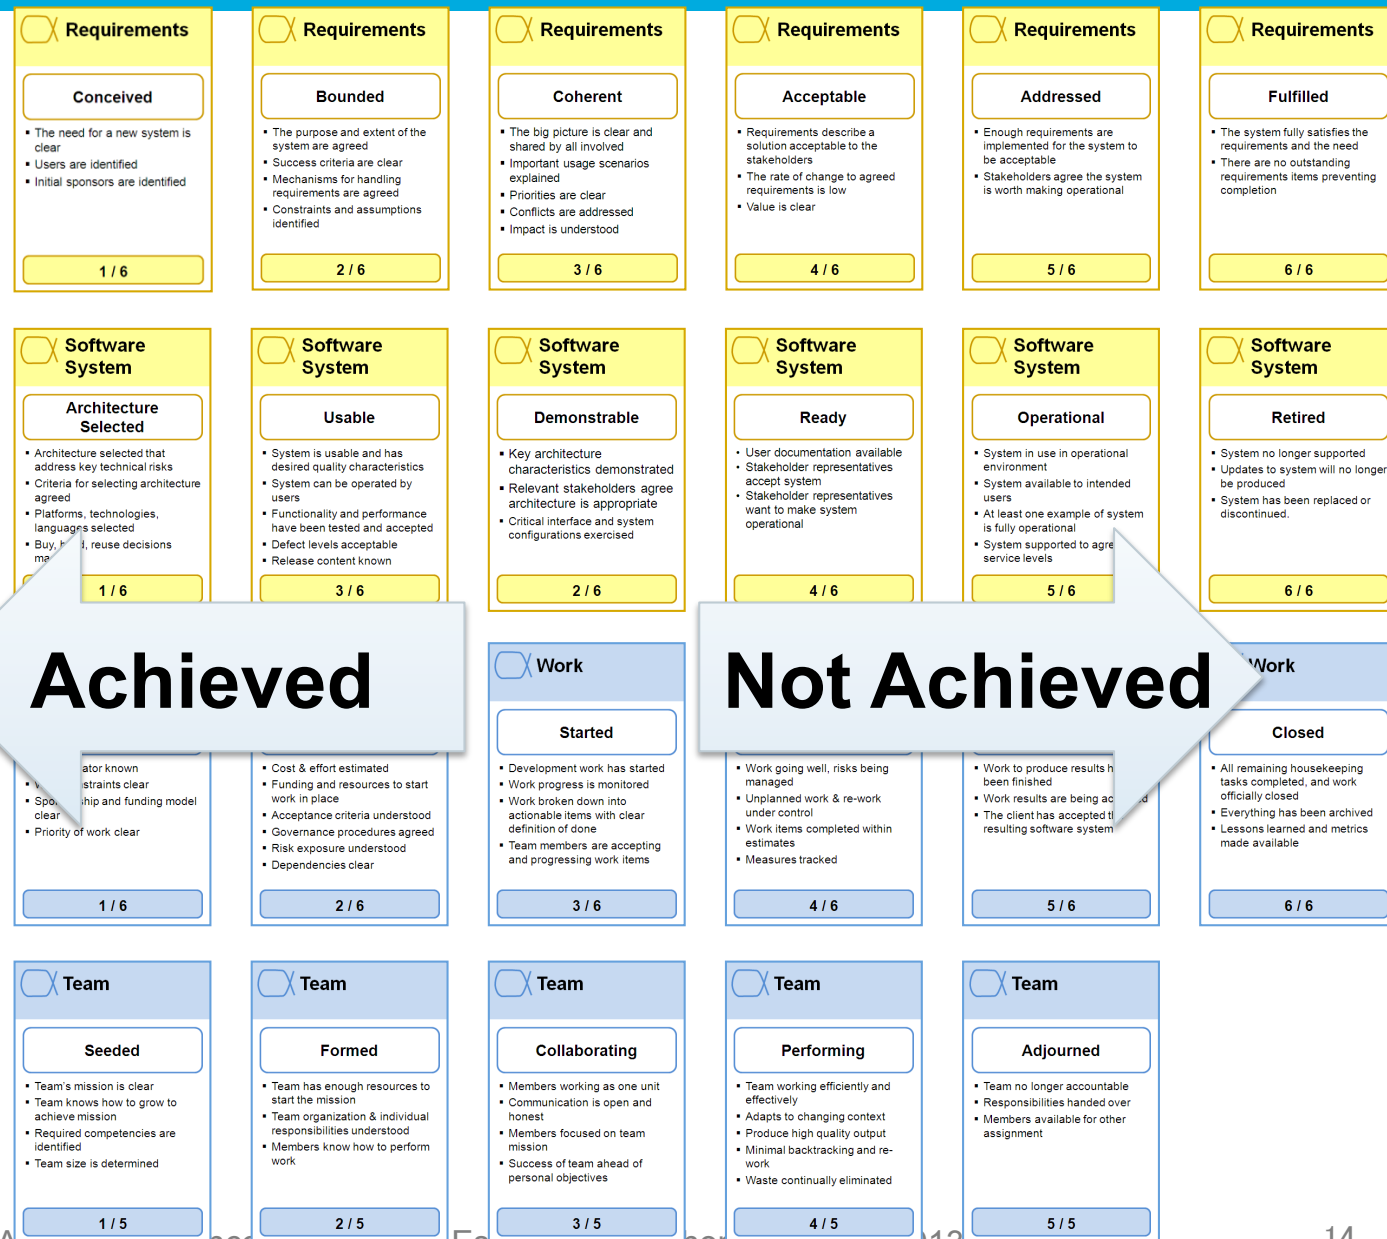 Requirements
Conceived
▪ The need for a new system is
clear
▪ Users are identified
▪ Initial sponsors are identified
1 / 6
Requirements
Bounded
▪ The purpose and extent of the
system are agreed
▪ Success criteria are clear
▪ Mechanisms for handling
requirements are agreed
▪ Constraints and assumptions
identified
2 / 6
Requirements
Coherent
▪ The big picture is clear and
shared by all involved
▪ Important usage scenarios
explained
▪ Priorities are clear
▪ Conflicts are addressed
▪ Impact is understood
3 / 6
Requirements
Acceptable
▪ Requirements describe a
solution acceptable to the
stakeholders
▪ The rate of change to agreed
requirements is low
▪ Value is clear
4 / 6
Requirements
Addressed
▪ Enough requirements are
implemented for the system to
be acceptable
▪ Stakeholders agree the system
is worth making operational
5 / 6
Requirements
Fulfilled
▪ The system fully satisfies the
requirements and the need
▪ There are no outstanding
requirements items preventing
completion
6 / 6
Software
System
Architecture
Selected
▪ Architecture selected that
address key technical risks
▪ Criteria for selecting architecture
agreed
▪ Platforms, technologies,
languages selected
▪ Buy, reuse decisions
1 / 6
Software
System
Usable
▪ System is usable and has
desired quality characteristics
▪ System can be operated by
users
▪ Functionality and performance
have been tested and accepted
▪ Defect levels acceptable
▪ Release content known
3 / 6
Software
System
Demonstrable
▪ Key architecture
characteristics demonstrated
▪ Relevant stakeholders agree
architecture is appropriate
▪ Critical interface and system
configurations exercised
2 / 6
Software
System
Ready
• User documentation available
• Stakeholder representatives
accept system
• Stakeholder representatives
want to make system
operational
4 / 6
Software
System
Operational
▪ System in use in operational
environment
▪ System available to intended
users
▪ At least one example of system
is fully operational
▪ System supported to
service levels
5 / 6
Software
System
Retired
▪ System no longer supported
▪ Updates to system will no longer
be produced
▪ System has been replaced or
discontinued.
6 / 6
Achieved
Not Achieved
known
clear
▪ and funding model
clear
▪ Priority of work clear
1 / 6
▪ Cost & effort estimated
▪ Funding and resources to start
work in place
▪ Acceptance criteria understood
▪ Governance procedures agreed
▪ Risk exposure understood
▪ Dependencies clear
2 / 6
Work
Started
▪ Development work has started
▪ Work progress is monitored
▪ Work broken down into
actionable items with clear
definition of done
▪ Team members are accepting
and progressing work items
3 / 6
▪ Work going well, risks being
managed
▪ Unplanned work & re-work
under control
▪ Work items completed within
estimates
▪ Measures tracked
4 / 6
▪ Work to produce results
been finished
▪ Work results are being
▪ The client has accepted
resulting software system
5 / 6
Work
Closed
▪ All remaining housekeeping
tasks completed, and work
officially closed
▪ Everything has been archived
▪ Lessons learned and metrics
made available
6 / 6
Team
Seeded
▪ Team's mission is clear
▪ Team knows how to grow to
achieve mission
▪ Required competencies are
identified
▪ Team size is determined
1 / 5
Team
Formed
▪ Team has enough resources to
start the mission
▪ Team organization & individual
responsibilities understood
▪ Members know how to perform
work
2 / 5
Team
Collaborating
▪ Members working as one unit
▪ Communication is open and
honest
▪ Members focused on team
mission
▪ Success of team ahead of
personal objectives
3 / 5
Team
Performing
▪ Team working efficiently and
effectively
▪ Adapts to changing context
▪ Produce high quality output
▪ Minimal backtracking and re-
work
▪ Waste continually eliminated
4 / 5
Team
Adjourned
▪ Team no longer accountable
▪ Responsibilities handed over
▪ Members available for other
assignment
5 / 5
14